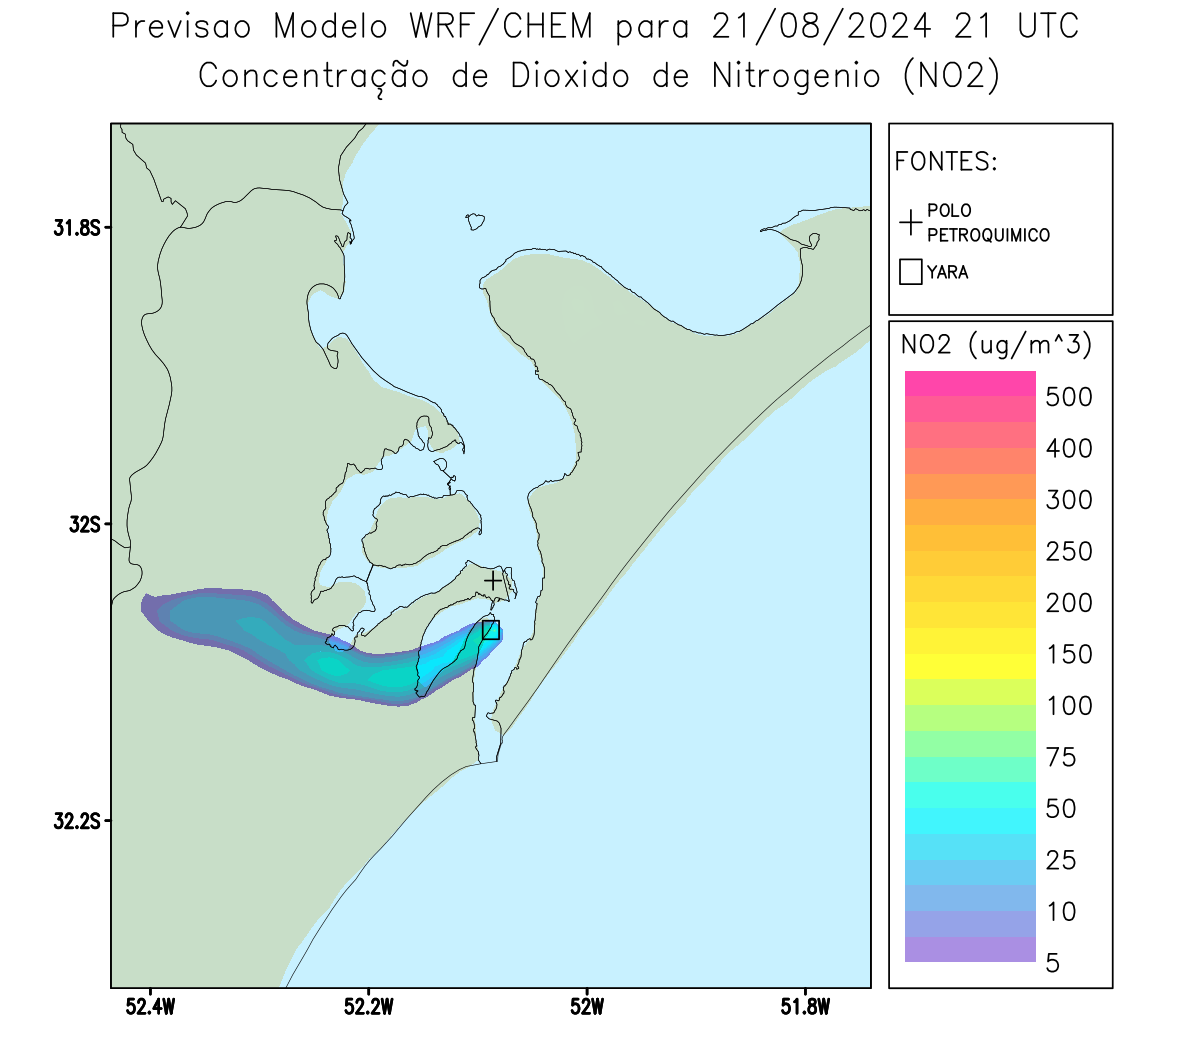 Previsao Modelo WRF/CHEM para 21/08/2024 21 UTC
Concentração de Dioxido de Nitrogenio (NO2)
FONTES:
POLO
PETROQUIMICO
YARA
NO2 (ug/m^3)
500
400
300
250
200
150
100
75
50
25
10
5
31.8S
32S
32.2S
52.4W 52.2W 52W 51.8W